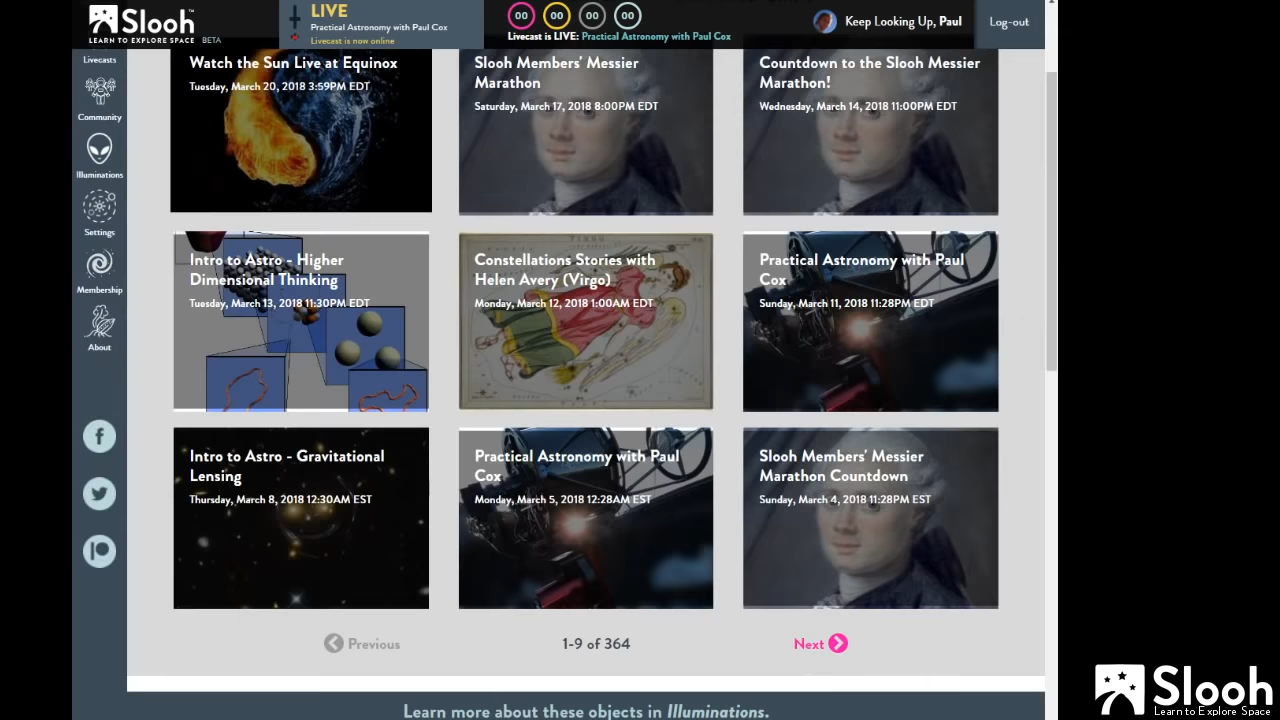 Slooh™
LEARN TO EXPLORE SPACE BETA
LIVE
Practical Astronomy with Paul Cox
Livecast is now online
00 00 00 00
Livecast is LIVE: Practical Astronomy with Paul Cox
Keep Looking Up, Paul
Log-out
Livecasts
Community
Illuminations
Settings
Membership
About
Watch the Sun Live at Equinox
Tuesday, March 20, 2018 3:59PM EDT
Slooh Members' Messier
Marathon
Saturday, March 17, 2018 8:00PM EDT
Countdown to the Slooh Messier
Marathon!
Wednesday, March 14, 2018 11:00PM EDT
Intro to Astro - Higher
Dimensional Thinking
Tuesday, March 13, 2018 11:30PM EDT
Constellations Stories with
Helen Avery (Virgo)
Monday, March 12, 2018 1:00AM EDT
Practical Astronomy with Paul
Cox
Sunday, March 11, 2018 11:28PM EDT
Intro to Astro - Gravitational
Lensing
Thursday, March 8, 2018 12:30AM EST
Practical Astronomy with Paul
Cox
Monday, March 5, 2018 12:28AM EST
Slooh Members' Messier
Marathon Countdown
Sunday, March 4, 2018 11:28PM EST
Previous
1-9 of 364
Next
Learn more about these objects in Illuminations.
Slooh
Learn to Explore Space